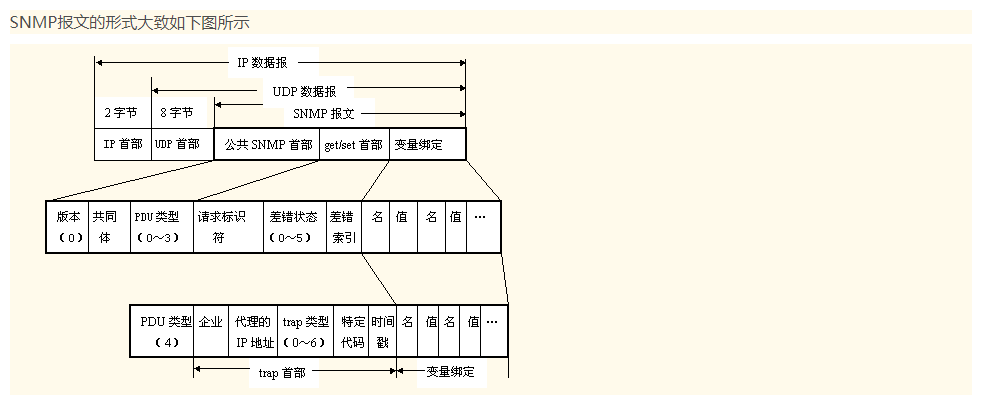 SNMP报文的形式大致如下图所示
IP 数据报
UDP 数据报
2 字节 8 字节 SNMP 报文
IP 首部 UDP 首部 公共 SNMP 首部 get/set 首部 变量绑定
版本 共同 PDU 类型 请求标识 差错状态 差错 名 值 名 值 …
(0) 体 (0~3) 符 (0~5) 索引
PDU 类型 企业 代理的 trap 类型 特定 时间 名 值 名 值 …
(4) IP 地址 (0~6) 代码 戳
trap 首部 变量绑定